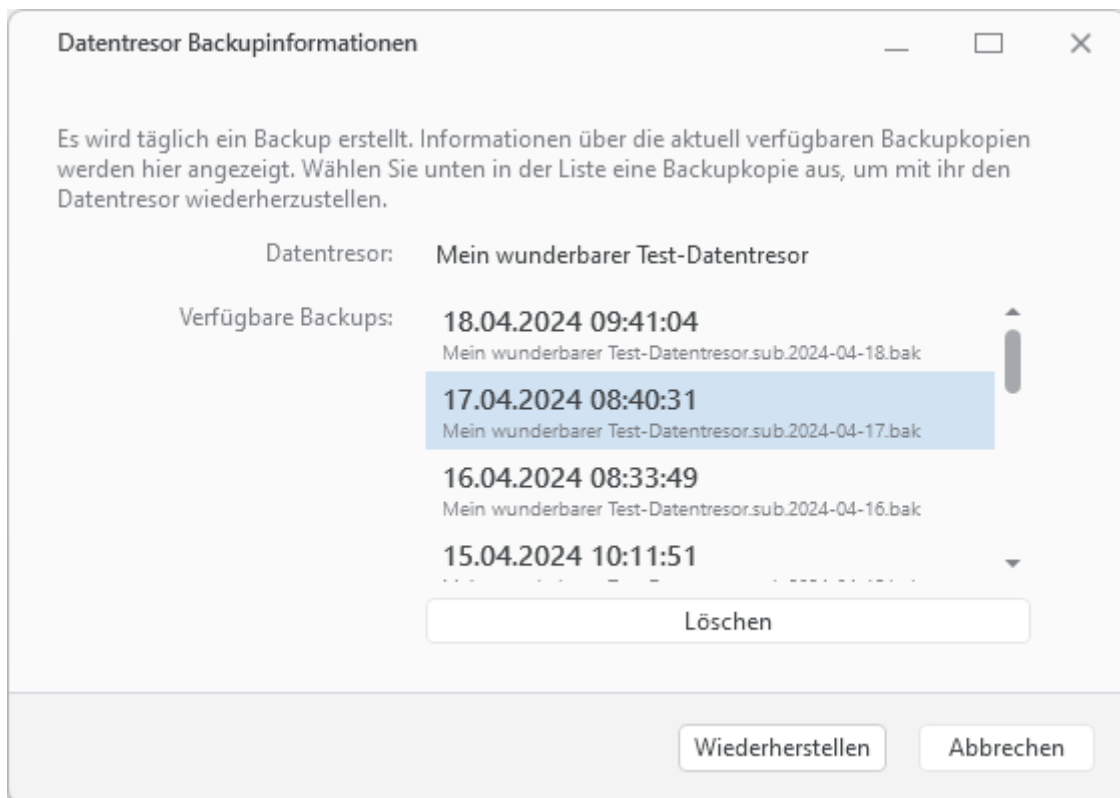 Datentresor Backupinformationen
Es wird täglich ein Backup erstellt. Informationen über die aktuell verfügbaren Backupkopien
werden hier angezeigt. Wählen Sie unten in der Liste eine Backupkopie aus, um mit ihr den
Datentresor wiederherzustellen.
Datentresor: Mein wunderbarer Test-Datentresor
Verfügbare Backups: 18.04.2024 09:41:04
Mein wunderbarer Test-Datentresor.sub.2024-04-18.bak
17.04.2024 08:40:31
Mein wunderbarer Test-Datentresor.sub.2024-04-17.bak
16.04.2024 08:33:49
Mein wunderbarer Test-Datentresor.sub.2024-04-16.bak
15.04.2024 10:11:51
Löschen
Wiederherstellen Abbrechen